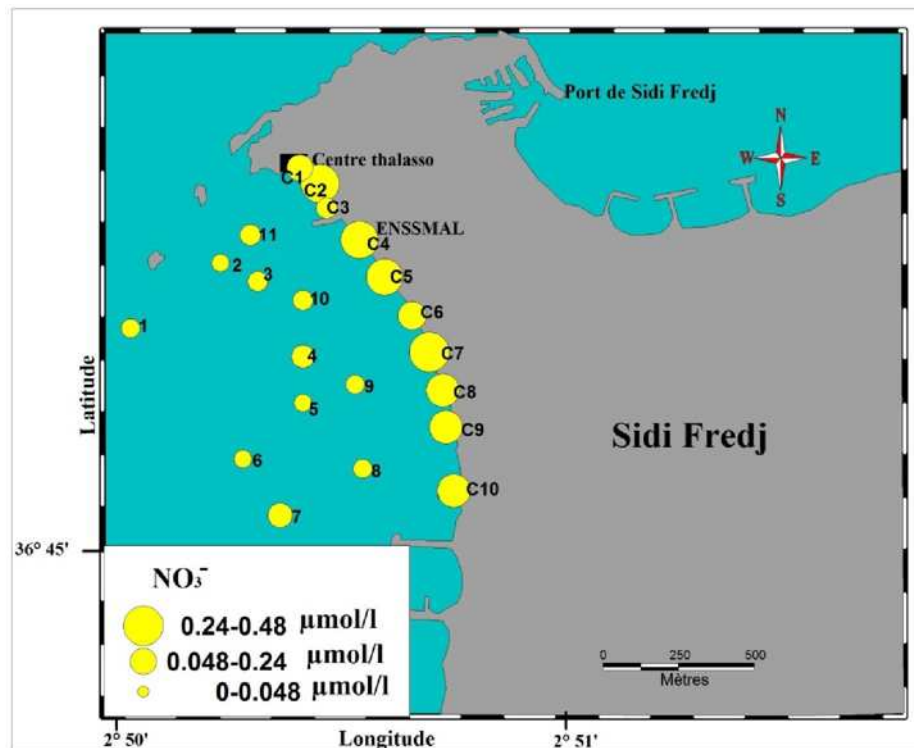 Port de Sidi Fredj
N
W E
S
Centre thalasso
C1
C2
C3
ENSSMAL
C4
11
2
3
C5
10
C6
1
C7
4
9
C8
5
C9
Sidi Fredj
6
8
C10
7
Latitude
36° 45'
NO₃⁻
0.24-0.48 µmol/l
0.048-0.24 µmol/l
0-0.048 µmol/l
0 250 500
Mètres
2° 50'
Longitude
2° 51'